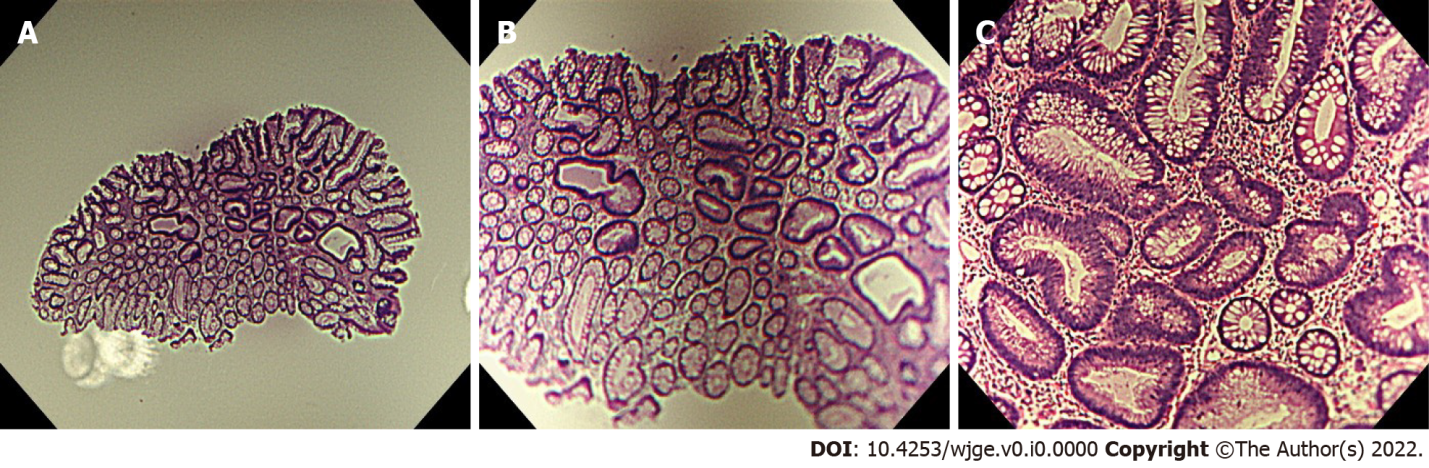 A
B
C
DOI: 10.4253/wjge.v0.i0.0000 Copyright ©The Author(s) 2022.